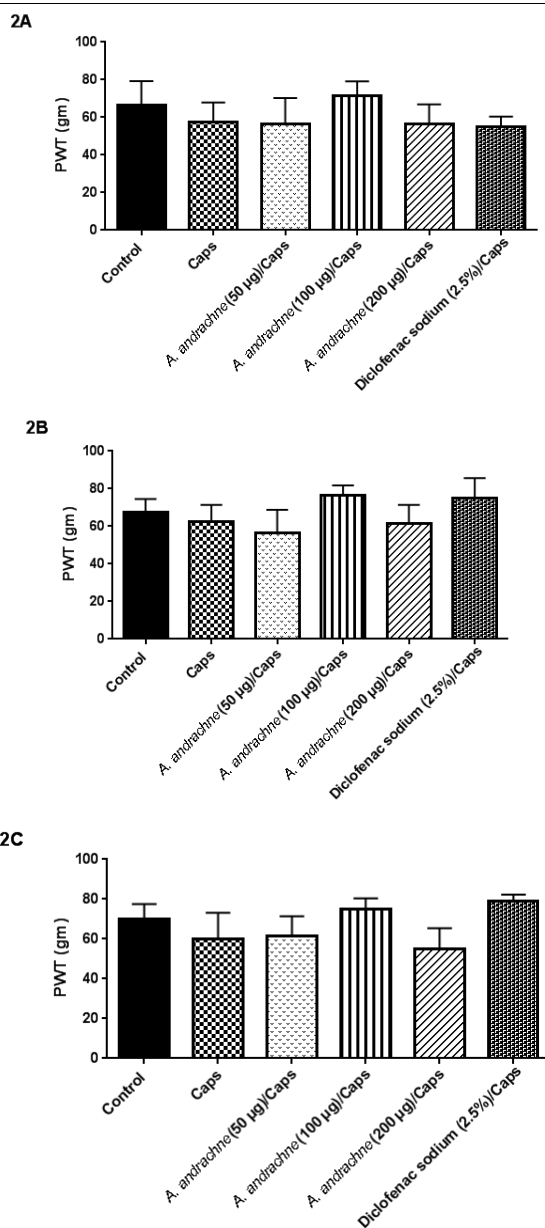 2A
PWT (gm)
100
80
60
40
20
0
Control
Caps
A. andrachne (50 µg)/Caps
A. andrachne (100 µg)/Caps
A. andrachne (200 µg)/Caps
Diclofenac sodium (2.5%)/Caps
2B
PWT (gm)
100
80
60
40
20
0
Control
Caps
A. andrachne (50 µg)/Caps
A. andrachne (100 µg)/Caps
A. andrachne (200 µg)/Caps
Diclofenac sodium (2.5%)/Caps
2C
PWT (gm)
100
80
60
40
20
0
Control
Caps
A. andrachne (50 µg)/Caps
A. andrachne (100 µg)/Caps
A. andrachne (200 µg)/Caps
Diclofenac sodium (2.5%)/Caps